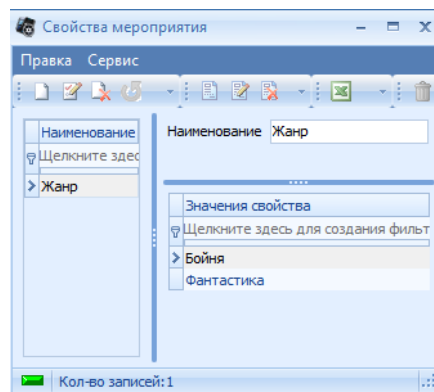 Свойства мероприятия
Правка Сервис
Наименование
Щелкните здес
Жанр
Наименование Жанр
Значения свойства
Щелкните здесь для создания фильт
Бойня
Фантастика
Кол-во записей:1